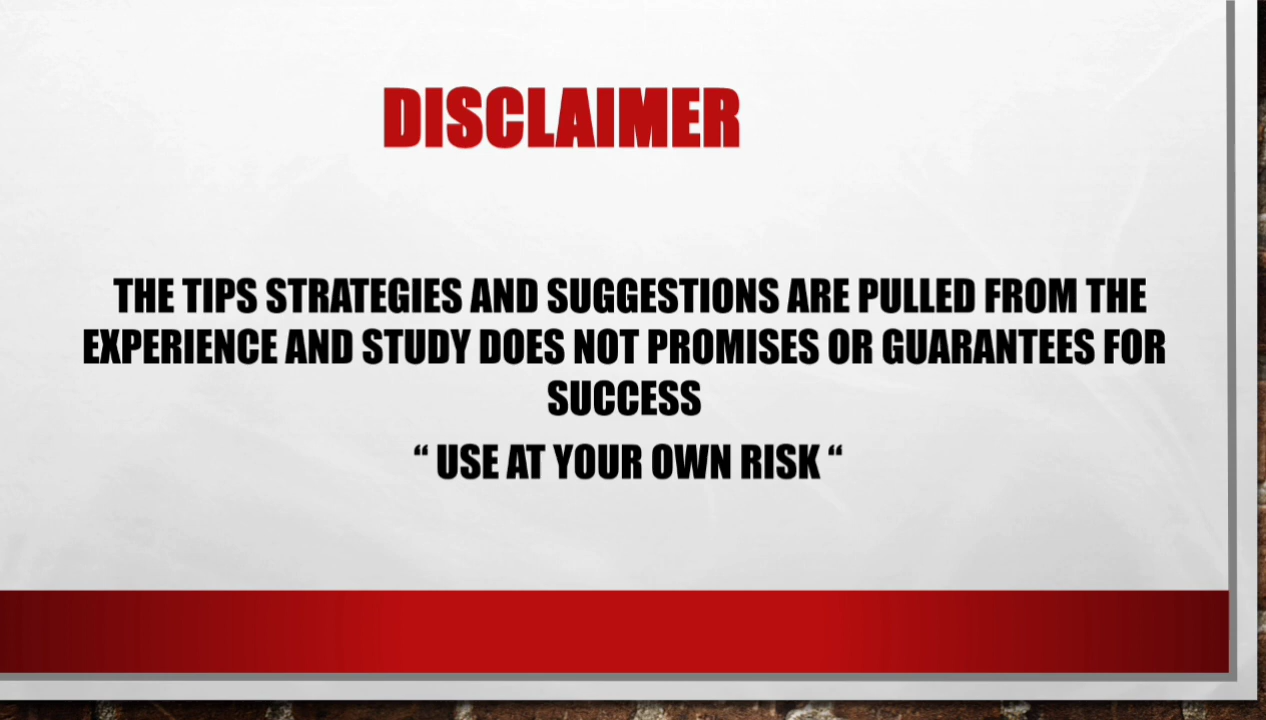 DISCLAIMER
THE TIPS STRATEGIES AND SUGGESTIONS ARE PULLED FROM THE
EXPERIENCE AND STUDY DOES NOT PROMISES OR GUARANTEES FOR
SUCCESS
“ USE AT YOUR OWN RISK “